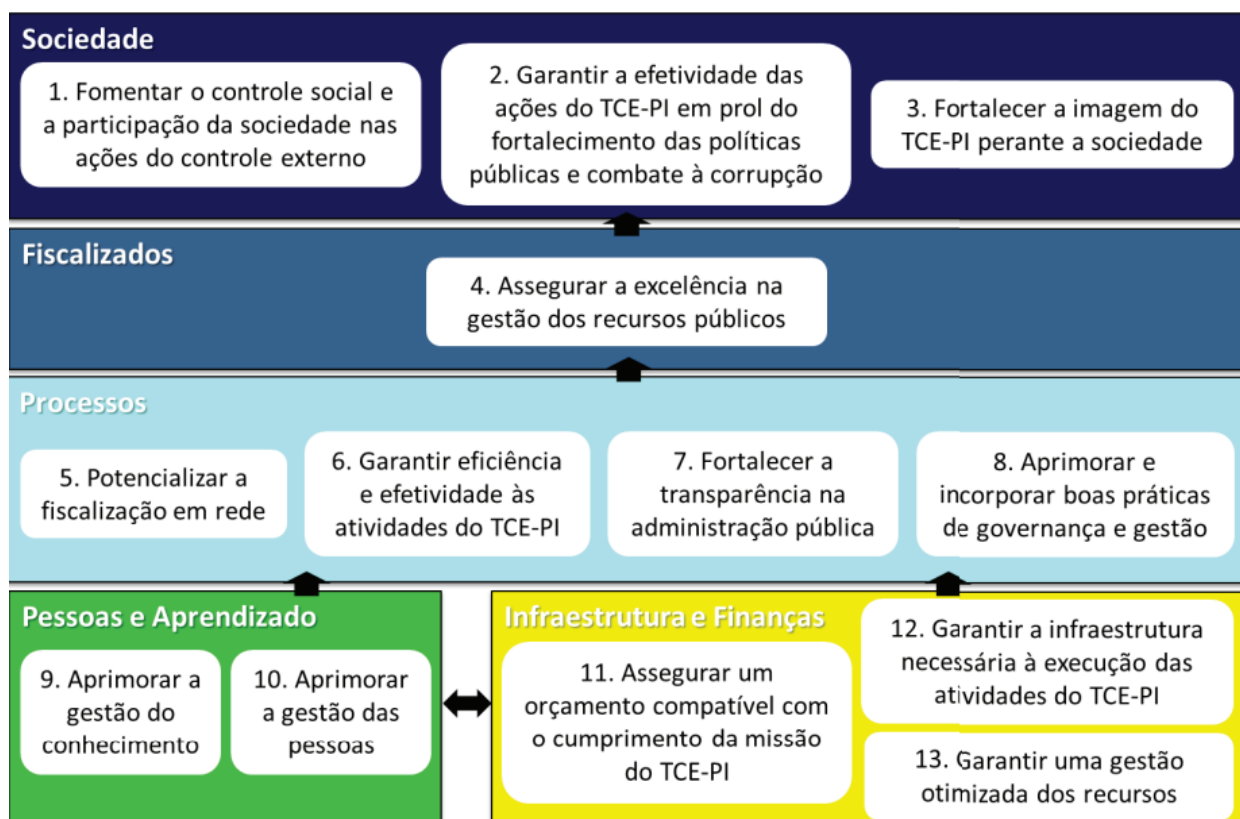 Sociedade
1. Fomentar o controle social e
a participação da sociedade nas
ações do controle externo
2. Garantir a efetividade das
ações do TCE-PI em prol do
fortalecimento das políticas
públicas e combate à corrupção
3. Fortalecer a imagem do
TCE-PI perante a sociedade
Fiscalizados
4. Assegurar a excelência na
gestão dos recursos públicos
Processos
5. Potencializar a
fiscalização em rede
6. Garantir eficiência
e efetividade às
atividades do TCE-PI
7. Fortalecer a
transparência na
administração pública
8. Aprimorar e
incorporar boas práticas
de governança e gestão
Pessoas e Aprendizado
9. Aprimorar a
gestão do
conhecimento
10. Aprimorar
a gestão das
pessoas
Infraestrutura e Finanças
11. Assegurar um
orçamento compatível com
o cumprimento da missão
do TCE-PI
12. Garantir a infraestrutura
necessária à execução das
atividades do TCE-PI
13. Garantir uma gestão
otimizada dos recursos